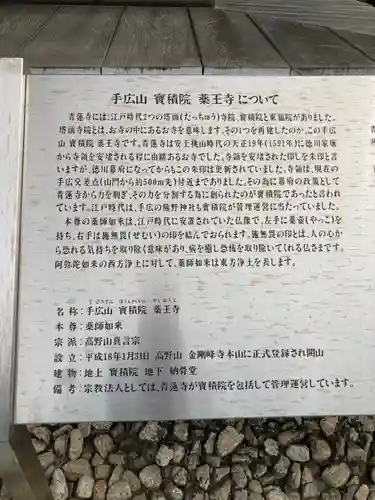 手広山 寶積院 薬王寺について
青蓮寺には、江戸時代2つの塔頭(だっちゅう)寺院、寶積院と東福院がありました。
塔頭寺院とは、お寺の中にあるお寺を意味します。その1つを再建したのが、この手広
山 寶積院 薬王寺です。青蓮寺は安土桃山時代の天正19年(1591年)に徳川家康
から寺領を安堵される程に由緒あるお寺でした。寺領を安堵された印しを朱印と言
いますが、徳川幕府になってからもこの朱印は更新されていました。寺領は、現在の
手広交差点(山門から約500m先)付近までありました。その為に幕府の政策として
青蓮寺から力を削ぎ、その力を分割する為に創られたのが寶積院であったと言われ
ています。江戸時代は、手広の熊野神社も寶積院が管理運営に当たっていました。
本尊の薬師如来は、江戸時代に安置されていた仏像で、左手に薬壷(やっこ)を
持ち、右手は施無畏(せむい)の印を結んでおられます。施無畏の印とは、人の心か
ら恐れる気持ちを取り除く意味があり、病を癒し恐怖を取り除いてくれる仏さまです。
阿弥陀如来の西方浄土に対して、薬師如来は東方浄土を表します。
名 称: 手広山 寶積院 薬王寺
本 尊: 薬師如来
宗 派: 高野山真言宗
設 立: 平成18年1月31日 高野山 金剛峰寺本山に正式登録され開山
建 物: 地上 寶積院 地下 納骨堂
備 考: 宗教法人としては、青蓮寺が寶積院を包括して管理運営しています。